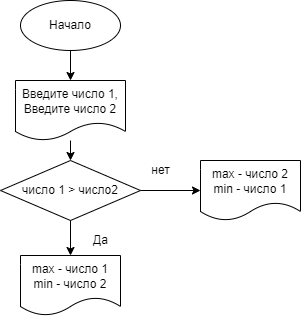 Начало
Введите число 1,
Введите число 2
число 1 > число2
нет
max - число 2
min - число 1
Да
max - число 1
min - число 2